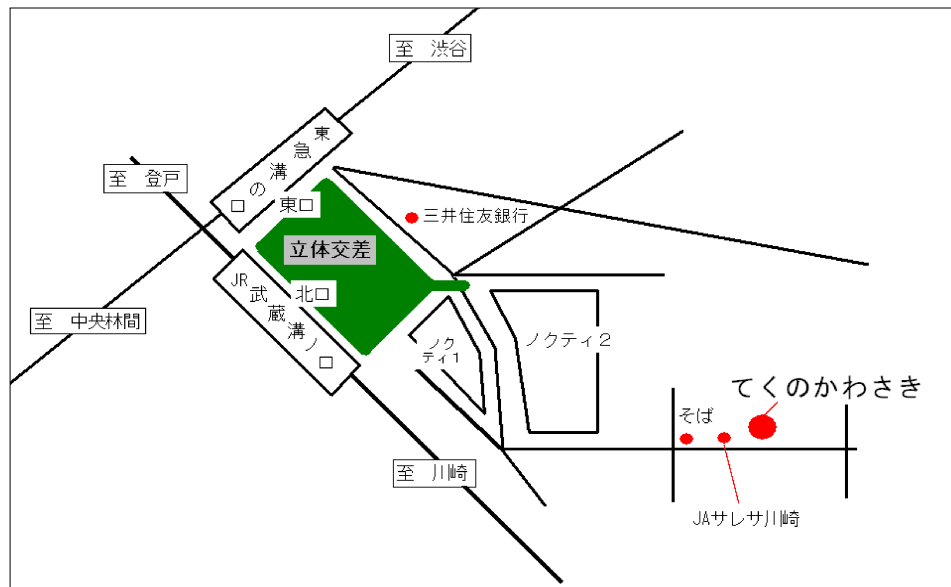 至　渋谷
東急溝の口
至　登戸
東口
三井住友銀行
立体交差
JR武蔵溝ノ口
北口
至　中央林間
ノク
ティ1
ノクティ２
てくのかわさき
そば
至　川崎
JAサレサ川崎